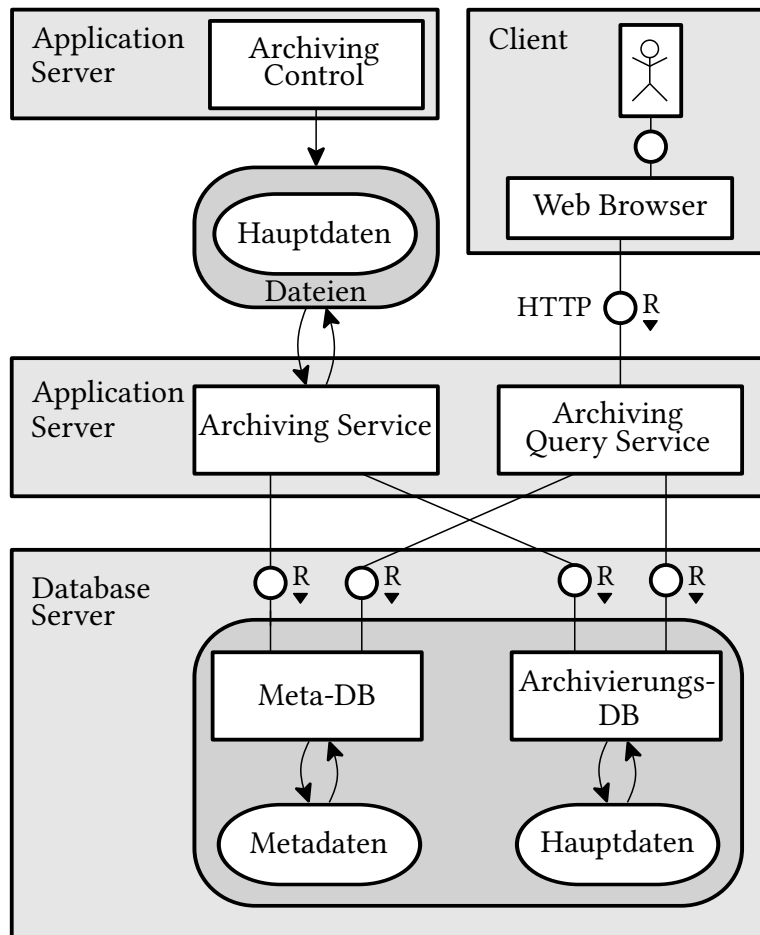 Application
Server
Archiving
Control
Client
Web Browser
Hauptdaten
Dateien
HTTP
R
Application
Server
Archiving Service
Archiving
Query Service
Database
Server
R
R
R
R
Meta-DB
Archivierungs-
DB
Metadaten
Hauptdaten